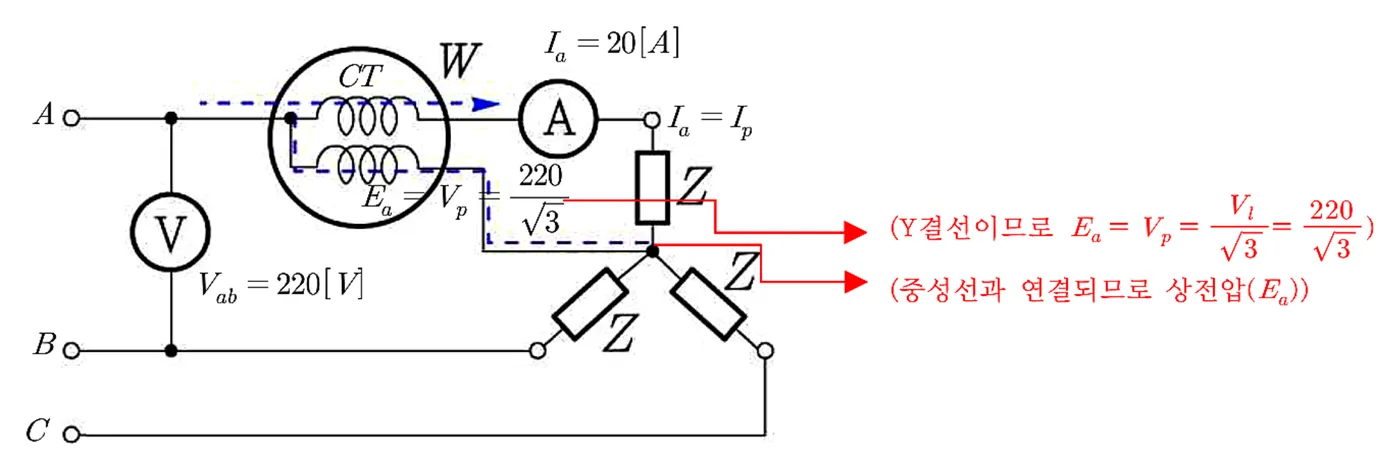 I_a = 20[A]
W
CT
A
A
I_a = I_p
Z
E_a = V_p = 220/√3
V
V_ab = 220[V]
(Y결선이므로 E_a = V_p = V_l/√3 = 220/√3)
(중성선과 연결되므로 상전압(E_a))
Z
Z
B
C